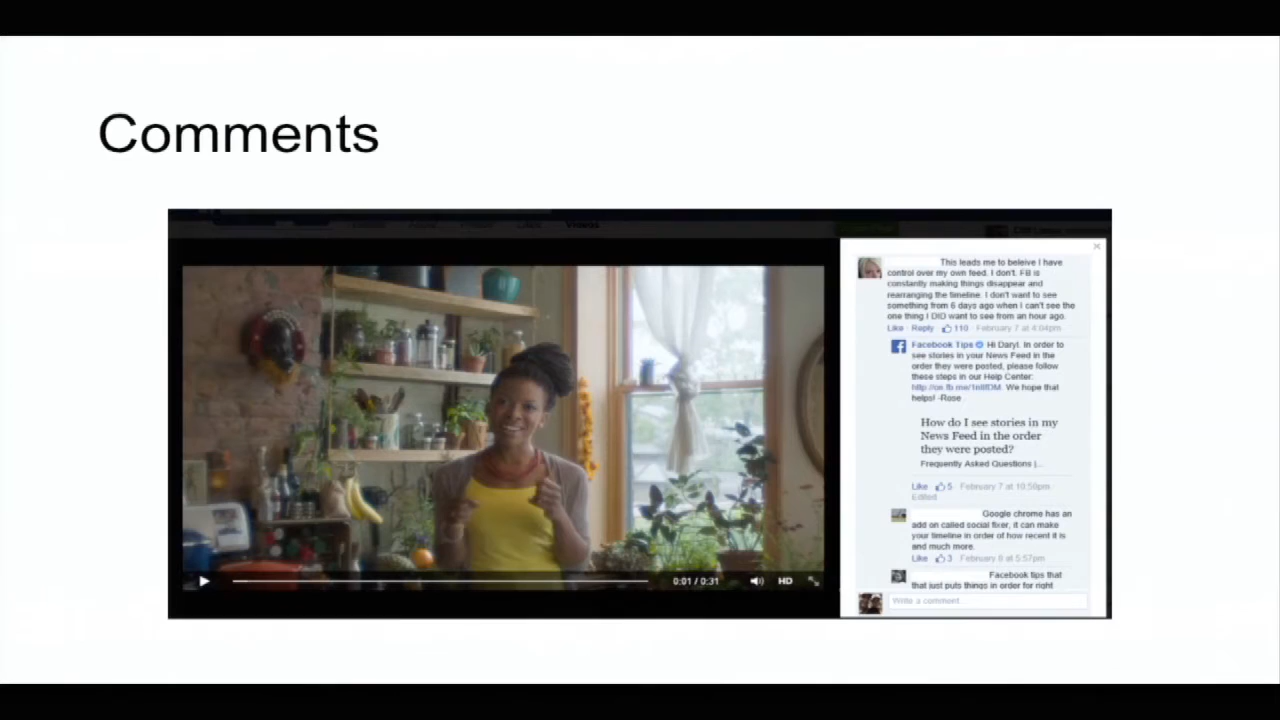 Comments
Videos
This leads me to beleive I have
control over my own feed. I don't. FB is
constantly making things disappear and
rearranging the timeline. I don't want to see
something from 6 days ago when I can't see the
one thing I DID want to see from an hour ago.
Like · Reply · 110 · February 7 at 4:04pm
Facebook Tips Hi Daryl. In order to
see stories in your News Feed in the
order they were posted, please follow
these steps in our Help Center:
We hope that
helps! -Rose
How do I see stories in my
News Feed in the order
they were posted?
Frequently Asked Questions |...
Like · 5 · February 7 at 10:58pm ·
Edited
Google chrome has an
add on called social fixer, it can make
your timeline in order of how recent it is
and much more.
Like · 3 · February 8 at 5:57pm
Facebook tips that
that just puts things in order for right
Write a comment...
0:01 / 0:31
HD